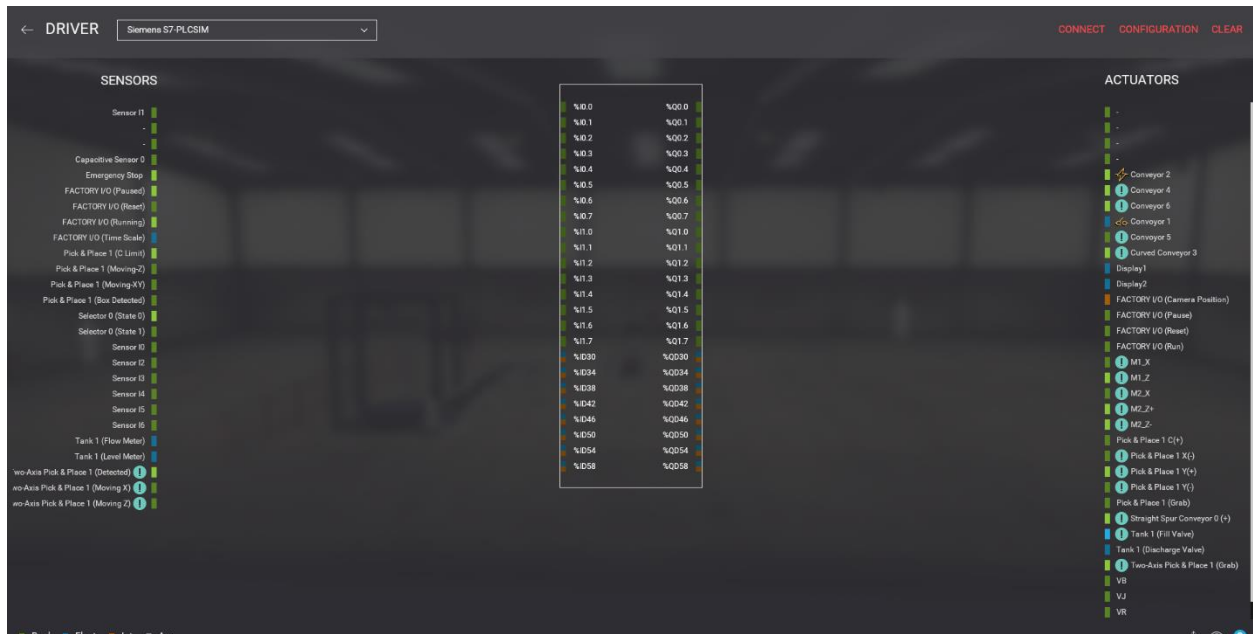 ← DRIVER Siemens S7-PLCSIM CONNECT CONFIGURATION CLEAR
SENSORS
Sensor I1
-
-
Capacitive Sensor 0
Emergency Stop
FACTORY I/O (Paused)
FACTORY I/O (Reset)
FACTORY I/O (Running)
FACTORY I/O (Time Scale)
Pick & Place 1 (C Limit)
Pick & Place 1 (Moving-Z)
Pick & Place 1 (Moving-XY)
Pick & Place 1 (Box Detected)
Selector 0 (State 0)
Selector 0 (State 1)
Sensor I0
Sensor I2
Sensor I3
Sensor I4
Sensor I5
Sensor I6
Tank 1 (Flow Meter)
Tank 1 (Level Meter)
wo-Axis Pick & Place 1 (Detected)
wo-Axis Pick & Place 1 (Moving X)
wo-Axis Pick & Place 1 (Moving Z)
%I0.0 %Q0.0
%I0.1 %Q0.1
%I0.2 %Q0.2
%I0.3 %Q0.3
%I0.4 %Q0.4
%I0.5 %Q0.5
%I0.6 %Q0.6
%I0.7 %Q0.7
%I1.0 %Q1.0
%I1.1 %Q1.1
%I1.2 %Q1.2
%I1.3 %Q1.3
%I1.4 %Q1.4
%I1.5 %Q1.5
%I1.6 %Q1.6
%I1.7 %Q1.7
%ID30 %QD30
%ID34 %QD34
%ID38 %QD38
%ID42 %QD42
%ID46 %QD46
%ID50 %QD50
%ID54 %QD54
%ID58 %QD58
ACTUATORS
-
-
-
-
Conveyor 2
Conveyor 4
Conveyor 6
Convoyor 1
Convoyor 5
Curved Conveyor 3
Display1
Display2
FACTORY I/O (Camera Position)
FACTORY I/O (Pause)
FACTORY I/O (Reset)
FACTORY I/O (Run)
M1_X
M1_Z
M2_X
M2_Z+
M2_Z-
Pick & Place 1 C(+)
Pick & Place 1 X(-)
Pick & Place 1 Y(+)
Pick & Place 1 Y(-)
Pick & Place 1 (Grab)
Straight Spur Conveyor 0 (+)
Tank 1 (Fill Valve)
Tank 1 (Discharge Valve)
Two-Axis Pick & Place 1 (Grab)
VB
VJ
VR